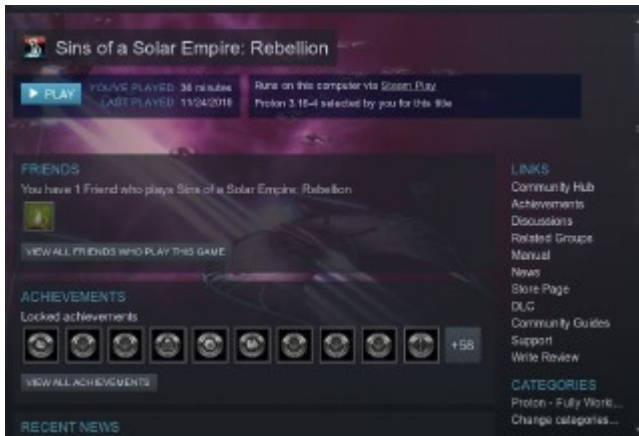 Sins of a Solar Empire: Rebellion
PLAY
YOU'VE PLAYED 36 minutes
LAST PLAYED 11/24/2018
Runs on this computer via Steam Play
Proton 3.16-4 selected by you for this title
FRIENDS
You have 1 Friend who plays Sins of a Solar Empire: Rebellion
VIEW ALL FRIENDS WHO PLAY THIS GAME
ACHIEVEMENTS
Locked achievements
+58
VIEW ALL ACHIEVEMENTS
RECENT NEWS
LINKS
Community Hub
Achievements
Discussions
Related Groups
Manual
News
Store Page
DLC
Community Guides
Support
Write Review
CATEGORIES
Proton - Fully Worki...
Change categories...